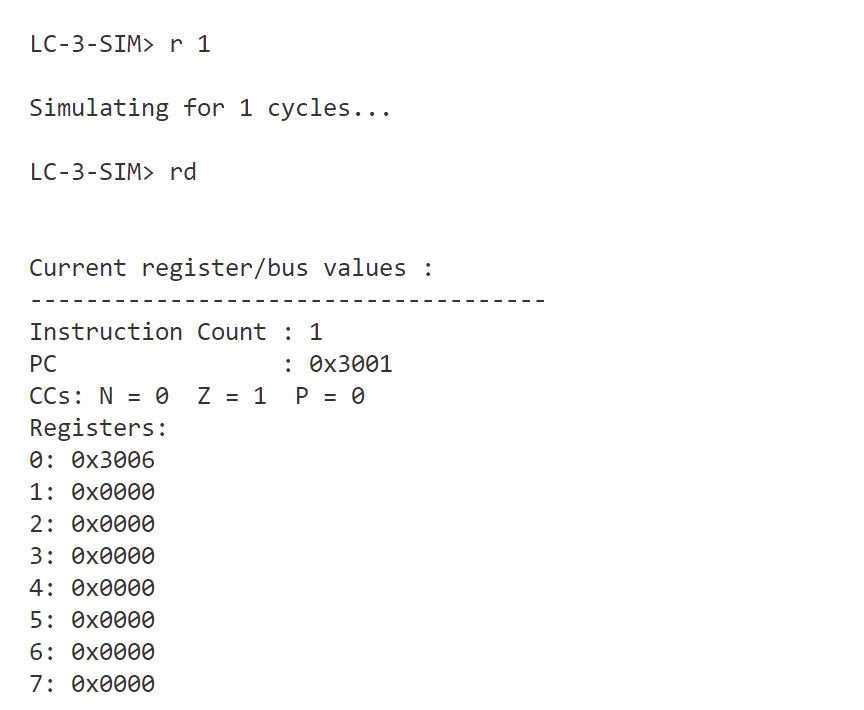 LC-3-SIM> r 1
Simulating for 1 cycles...
LC-3-SIM> rd
Current register/bus values :
-------------------------------------
Instruction Count : 1
PC                : 0x3001
CCs: N = 0  Z = 1  P = 0
Registers:
0: 0x3006
1: 0x0000
2: 0x0000
3: 0x0000
4: 0x0000
5: 0x0000
6: 0x0000
7: 0x0000